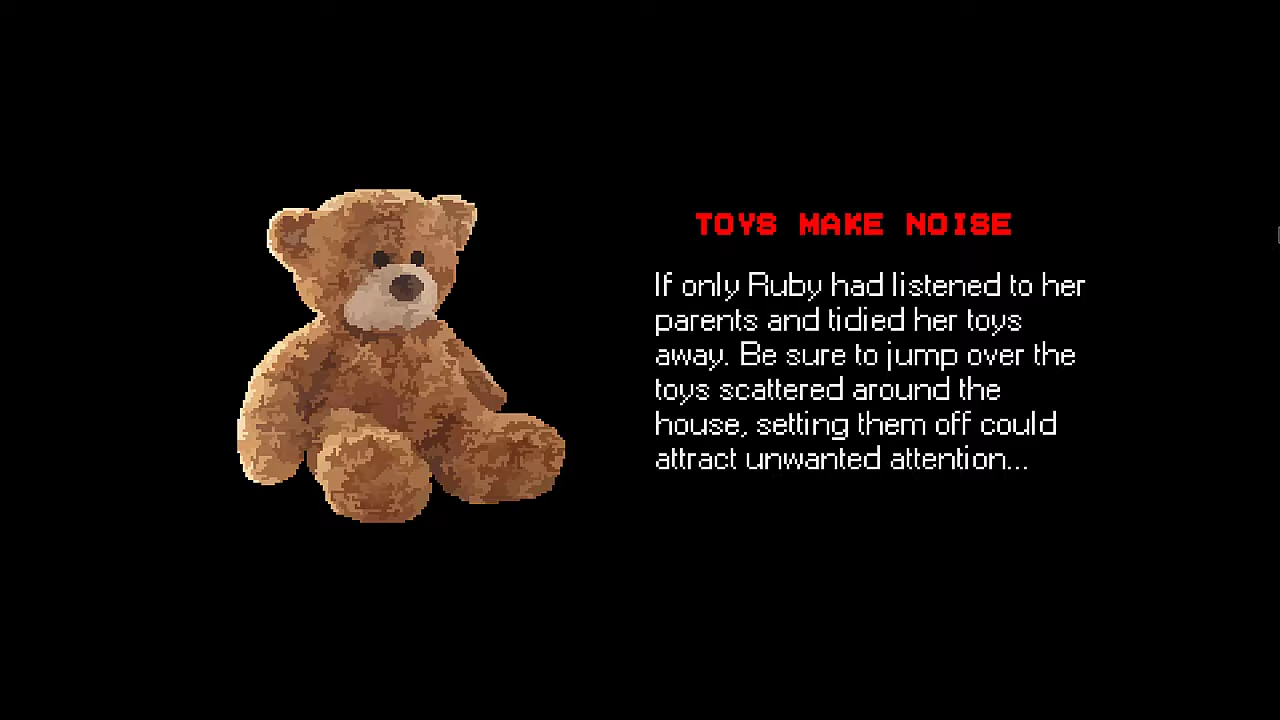 TOYS MAKE NOISE
If only Ruby had listened to her
parents and tidied her toys
away. Be sure to jump over the
toys scattered around the
house, setting them off could
attract unwanted attention...